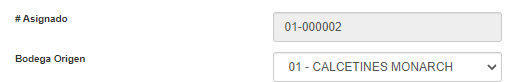 # Asignado
01-000002
Bodega Origen
01 - CALCETINES MONARCH